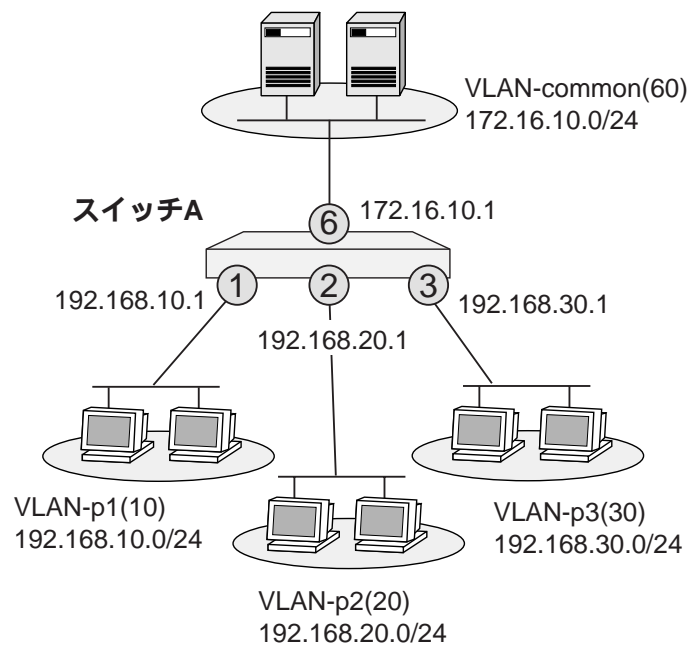 VLAN-common(60)
172.16.10.0/24
スイッチA
6
172.16.10.1
1
2
3
192.168.10.1
192.168.20.1
192.168.30.1
VLAN-p1(10)
192.168.10.0/24
VLAN-p2(20)
192.168.20.0/24
VLAN-p3(30)
192.168.30.0/24